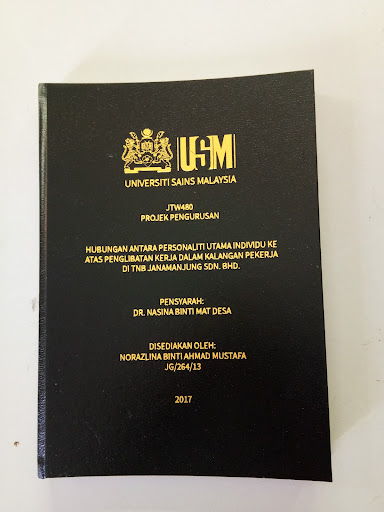 USM
UNIVERSITI SAINS MALAYSIA
JTW480
PROJEK PENGURUSAN
HUBUNGAN ANTARA PERSONALITI UTAMA INDIVIDU KE
ATAS PENGLIBATAN KERJA DALAM KALANGAN PEKERJA
DI TNB JANAMANJUNG SDN. BHD.
PENSYARAH:
DR. NASINA BINTI MAT DESA
DISEDIAKAN OLEH:
NORAZLINA BINTI AHMAD MUSTAFA
JG/264/13
2017